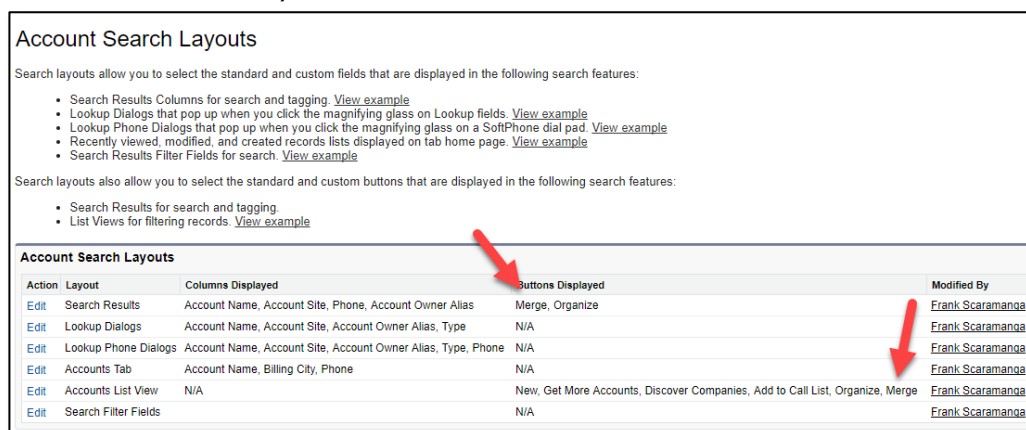 Account Search Layouts
Search layouts allow you to select the standard and custom fields that are displayed in the following search features:
• Search Results Columns for search and tagging. View example
• Lookup Dialogs that pop up when you click the magnifying glass on Lookup fields. View example
• Lookup Phone Dialogs that pop up when you click the magnifying glass on a SoftPhone dial pad. View example
• Recently viewed, modified, and created records lists displayed on tab home page. View example
• Search Results Filter Fields for search. View example
Search layouts also allow you to select the standard and custom buttons that are displayed in the following search features:
• Search Results for search and tagging.
• List Views for filtering records. View example
Account Search Layouts
Action Layout Columns Displayed Buttons Displayed Modified By
Edit Search Results Account Name, Account Site, Phone, Account Owner Alias Merge, Organize Frank Scaramanga
Edit Lookup Dialogs Account Name, Account Site, Account Owner Alias, Type N/A Frank Scaramanga
Edit Lookup Phone Dialogs Account Name, Account Site, Account Owner Alias, Type, Phone N/A Frank Scaramanga
Edit Accounts Tab Account Name, Billing City, Phone N/A Frank Scaramanga
Edit Accounts List View N/A New, Get More Accounts, Discover Companies, Add to Call List, Organize, Merge Frank Scaramanga
Edit Search Filter Fields N/A Frank Scaramanga